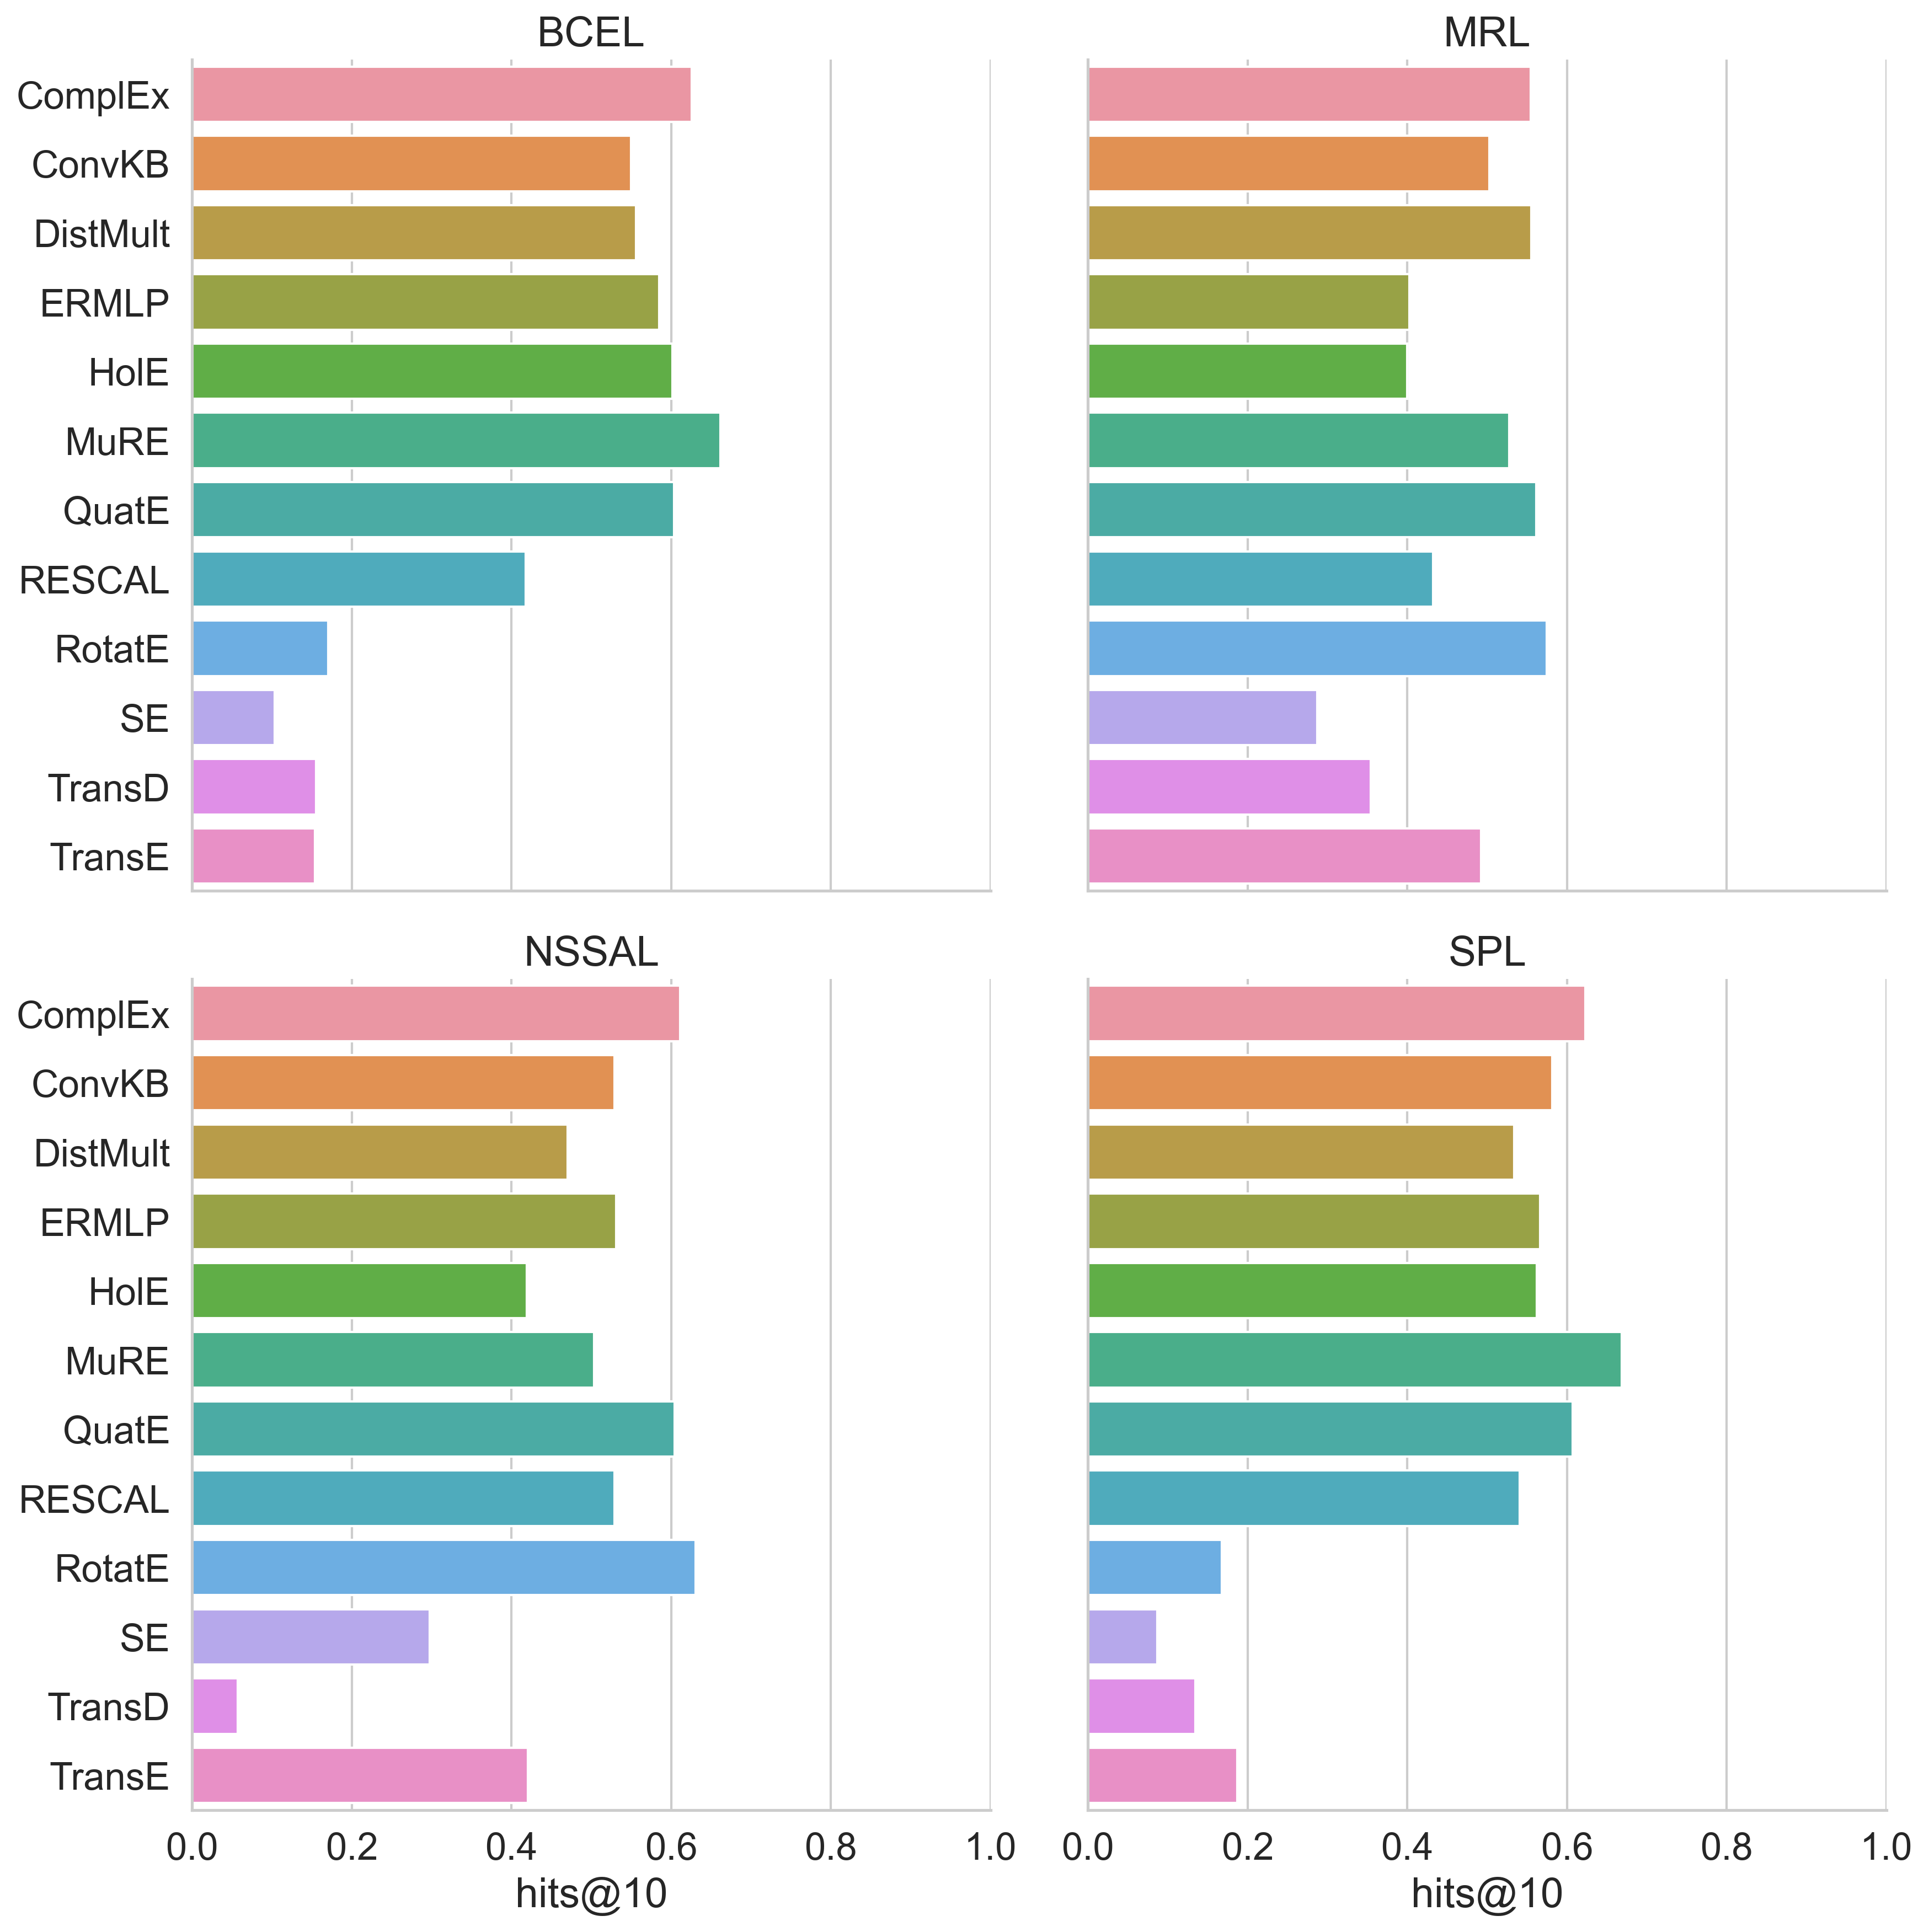 BCEL
MRL
ComplEx
ConvKB
DistMult
ERMLP
HolE
MuRE
QuatE
RESCAL
RotatE
SE
TransD
TransE
NSSAL
SPL
ComplEx
ConvKB
DistMult
ERMLP
HolE
MuRE
QuatE
RESCAL
RotatE
SE
TransD
TransE
0.0 0.2 0.4 0.6 0.8 1.0
0.0 0.2 0.4 0.6 0.8 1.0
hits@10
hits@10